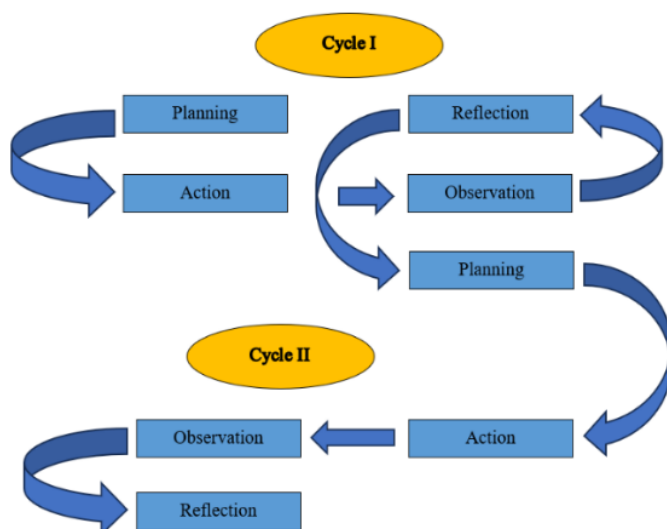 Cycle I
Planning
Reflection
Action
Observation
Planning
Cycle II
Observation
Action
Reflection